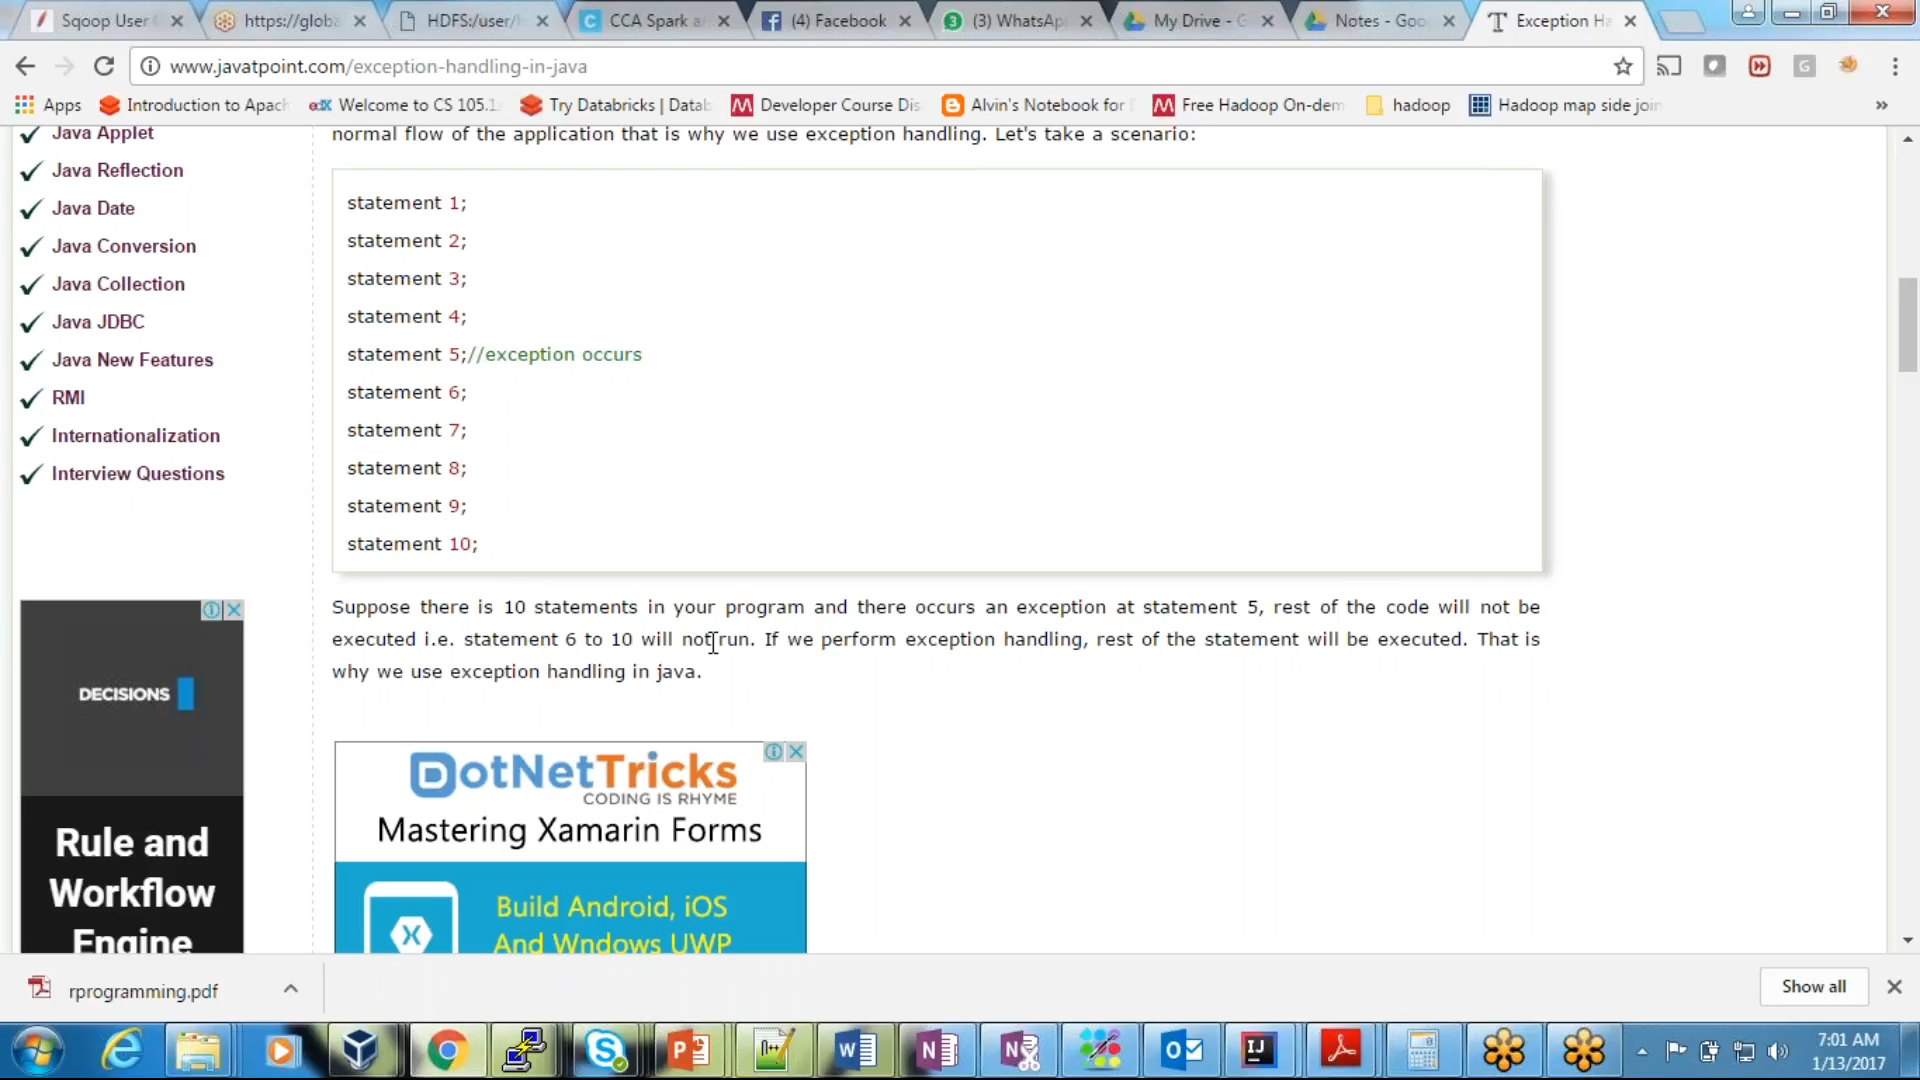 Sqoop User
https://globa
HDFS:/user/
CCA Spark a
(4) Facebook
(3) WhatsAp
My Drive - G
Notes - Goo
Exception Ha
www.javatpoint.com/exception-handling-in-java
Apps
Introduction to Apach
edX Welcome to CS 105.1
Try Databricks | Datab
Developer Course Dis
Alvin's Notebook for
Free Hadoop On-dem
hadoop
Hadoop map side join
Java Applet
Java Reflection
Java Date
Java Conversion
Java Collection
Java JDBC
Java New Features
RMI
Internationalization
Interview Questions
normal flow of the application that is why we use exception handling. Let's take a scenario:
statement 1;
statement 2;
statement 3;
statement 4;
statement 5;//exception occurs
statement 6;
statement 7;
statement 8;
statement 9;
statement 10;
Suppose there is 10 statements in your program and there occurs an exception at statement 5, rest of the code will not be
executed i.e. statement 6 to 10 will not run. If we perform exception handling, rest of the statement will be executed. That is
why we use exception handling in java.
DECISIONS
Rule and
Workflow
Engine
DotNetTricks
CODING IS RHYME
Mastering Xamarin Forms
Build Android, iOS
And Wndows UWP
rprogramming.pdf
Show all
7:01 AM
1/13/2017